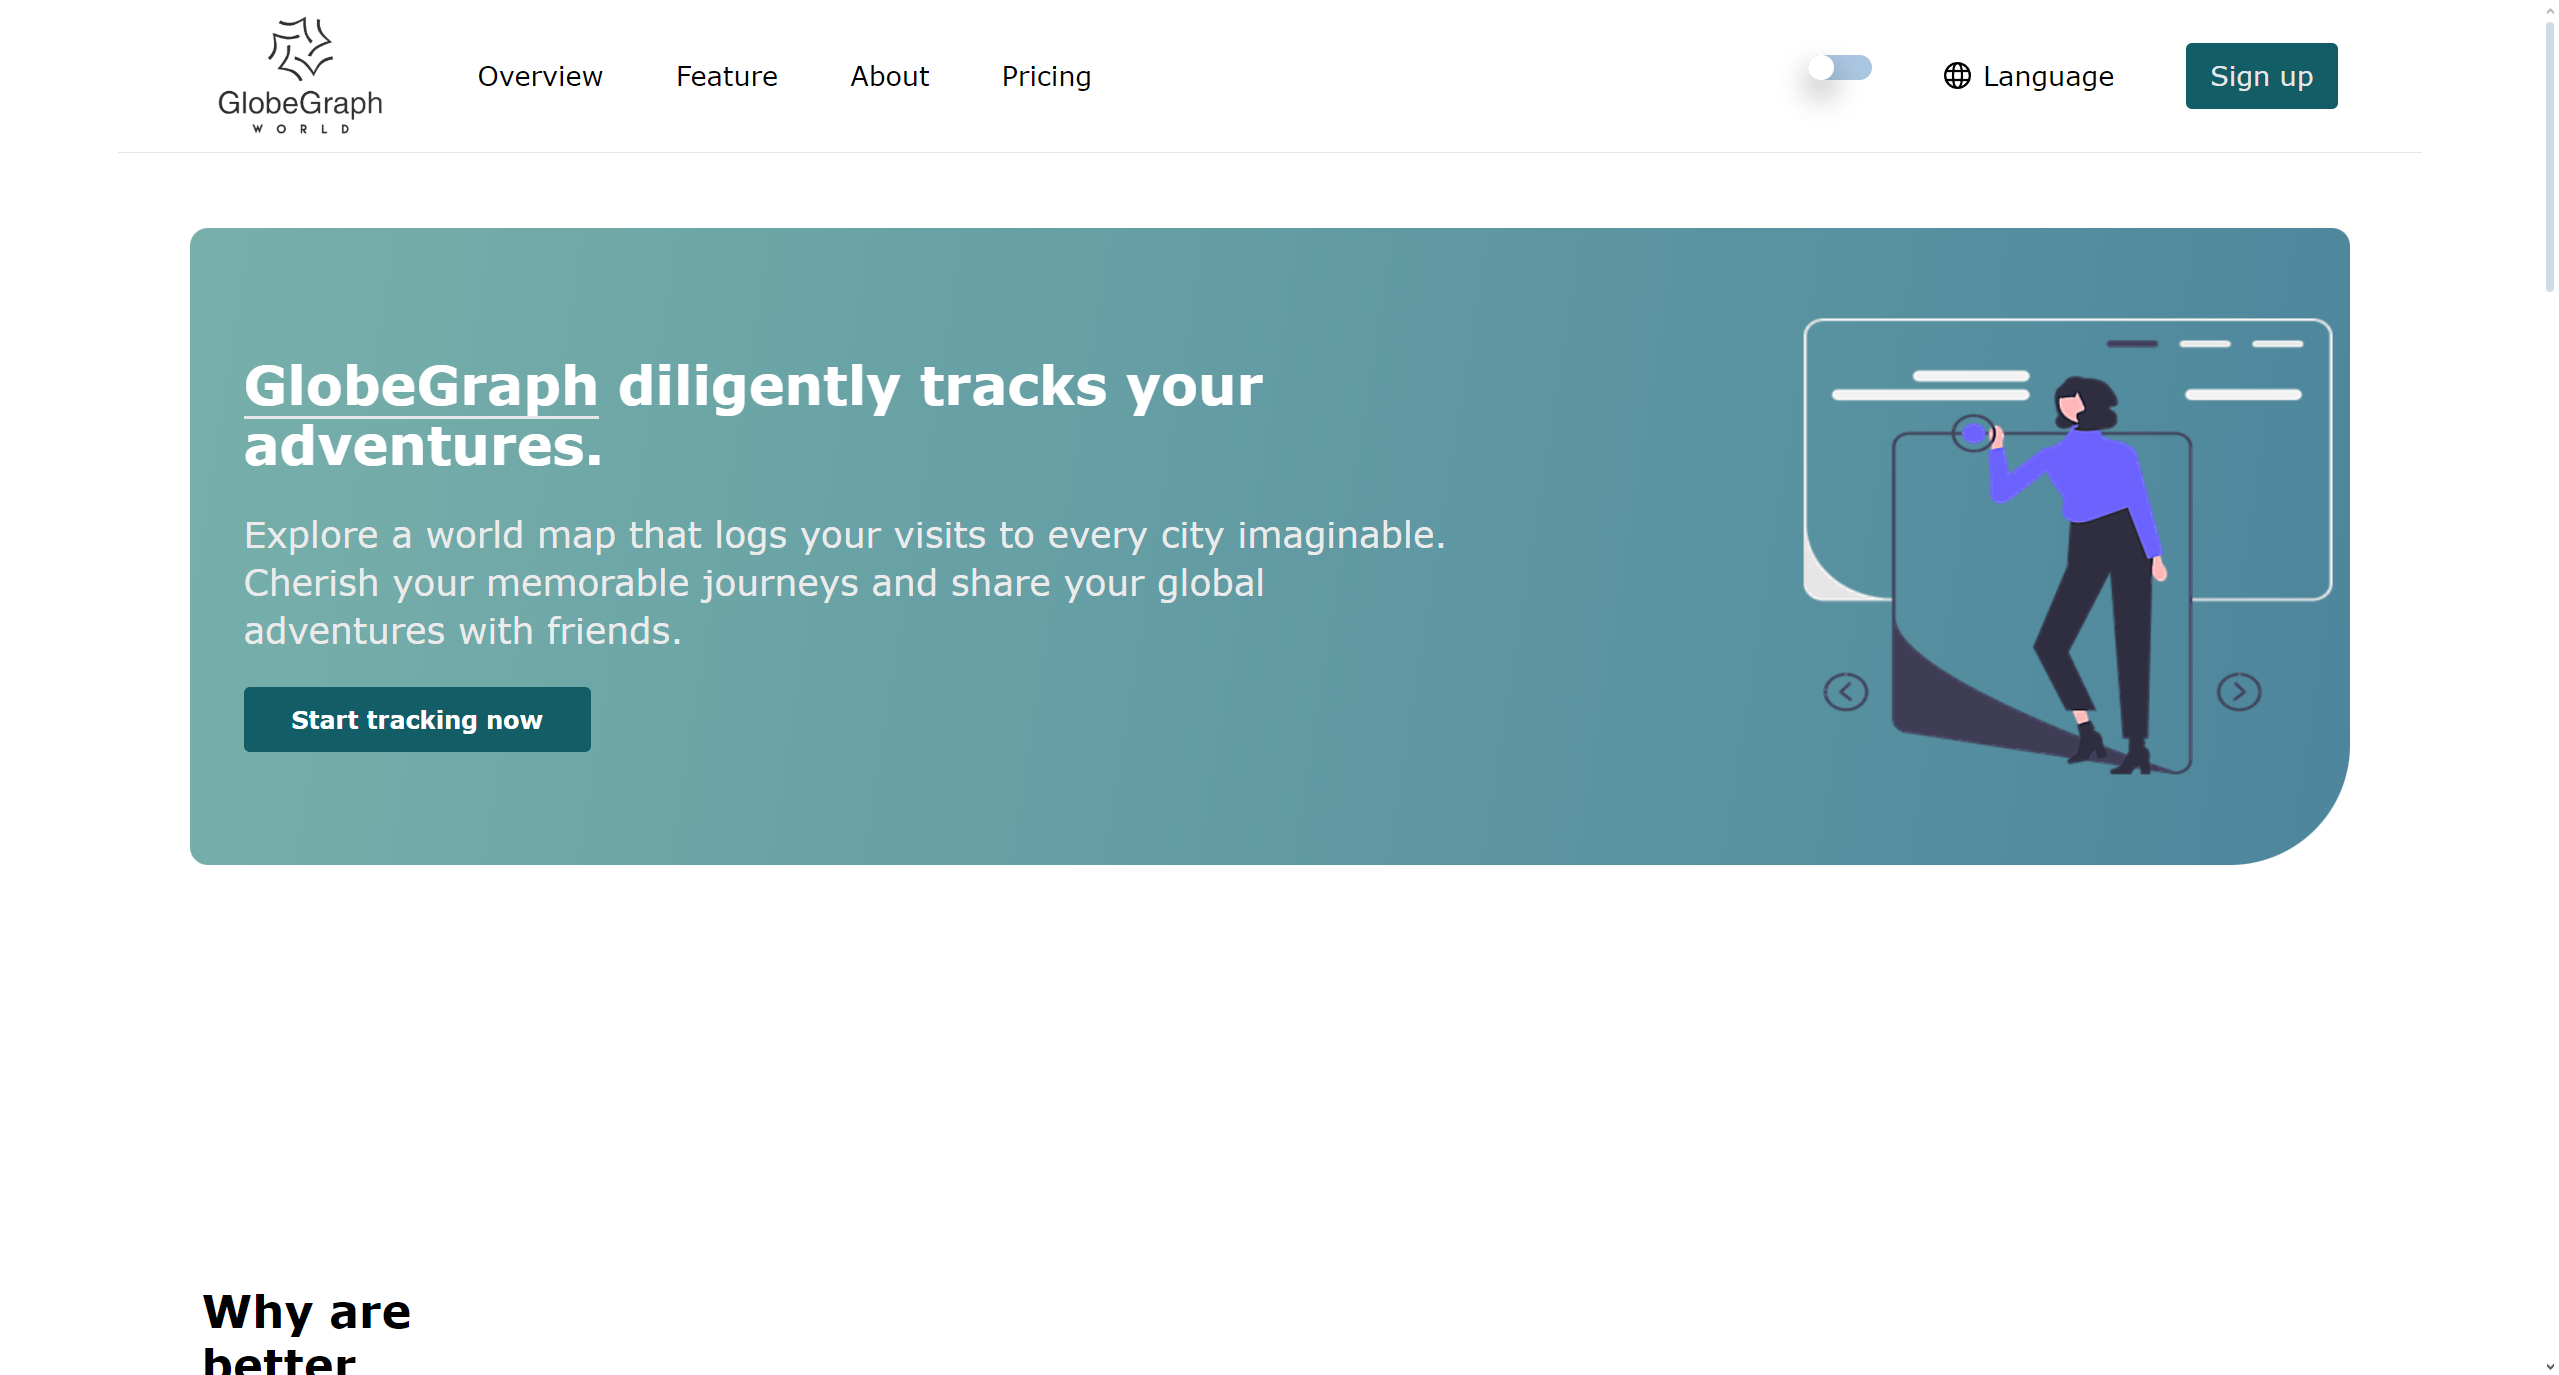 GlobeGraph
WORLD
Overview
Feature
About
Pricing
Language
Sign up
GlobeGraph diligently tracks your
adventures.
Explore a world map that logs your visits to every city imaginable.
Cherish your memorable journeys and share your global
adventures with friends.
Start tracking now
Why are
better